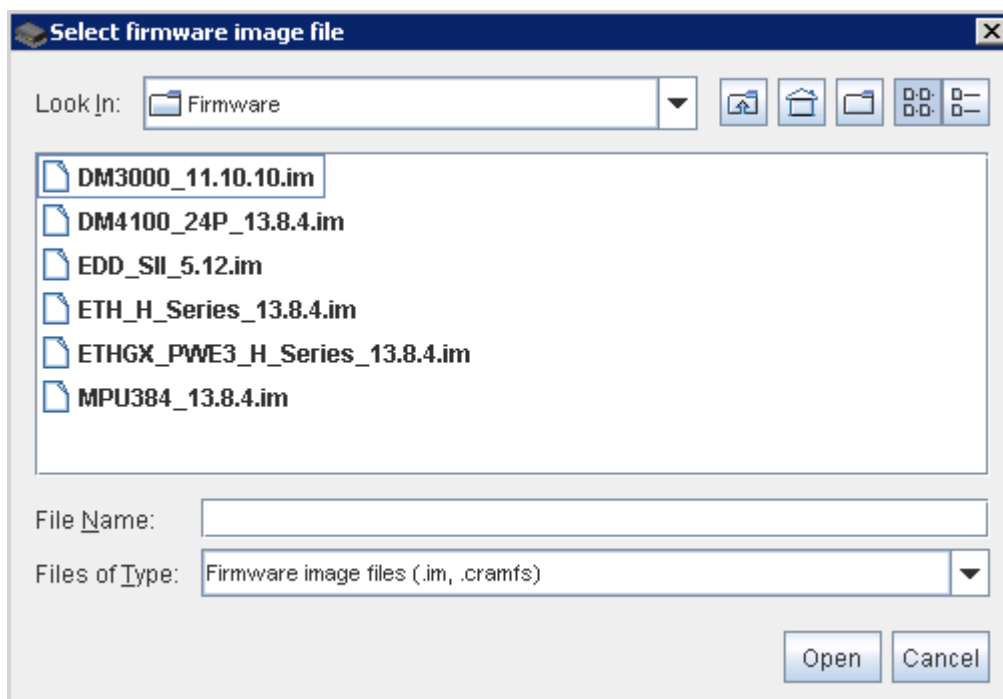 Select firmware image file
Look In: Firmware
DM3000_11.10.10.im
DM4100_24P_13.8.4.im
EDD_SII_5.12.im
ETH_H_Series_13.8.4.im
ETHGX_PWE3_H_Series_13.8.4.im
MPU384_13.8.4.im
File Name:
Files of Type: Firmware image files (.im, .cramfs)
Open Cancel